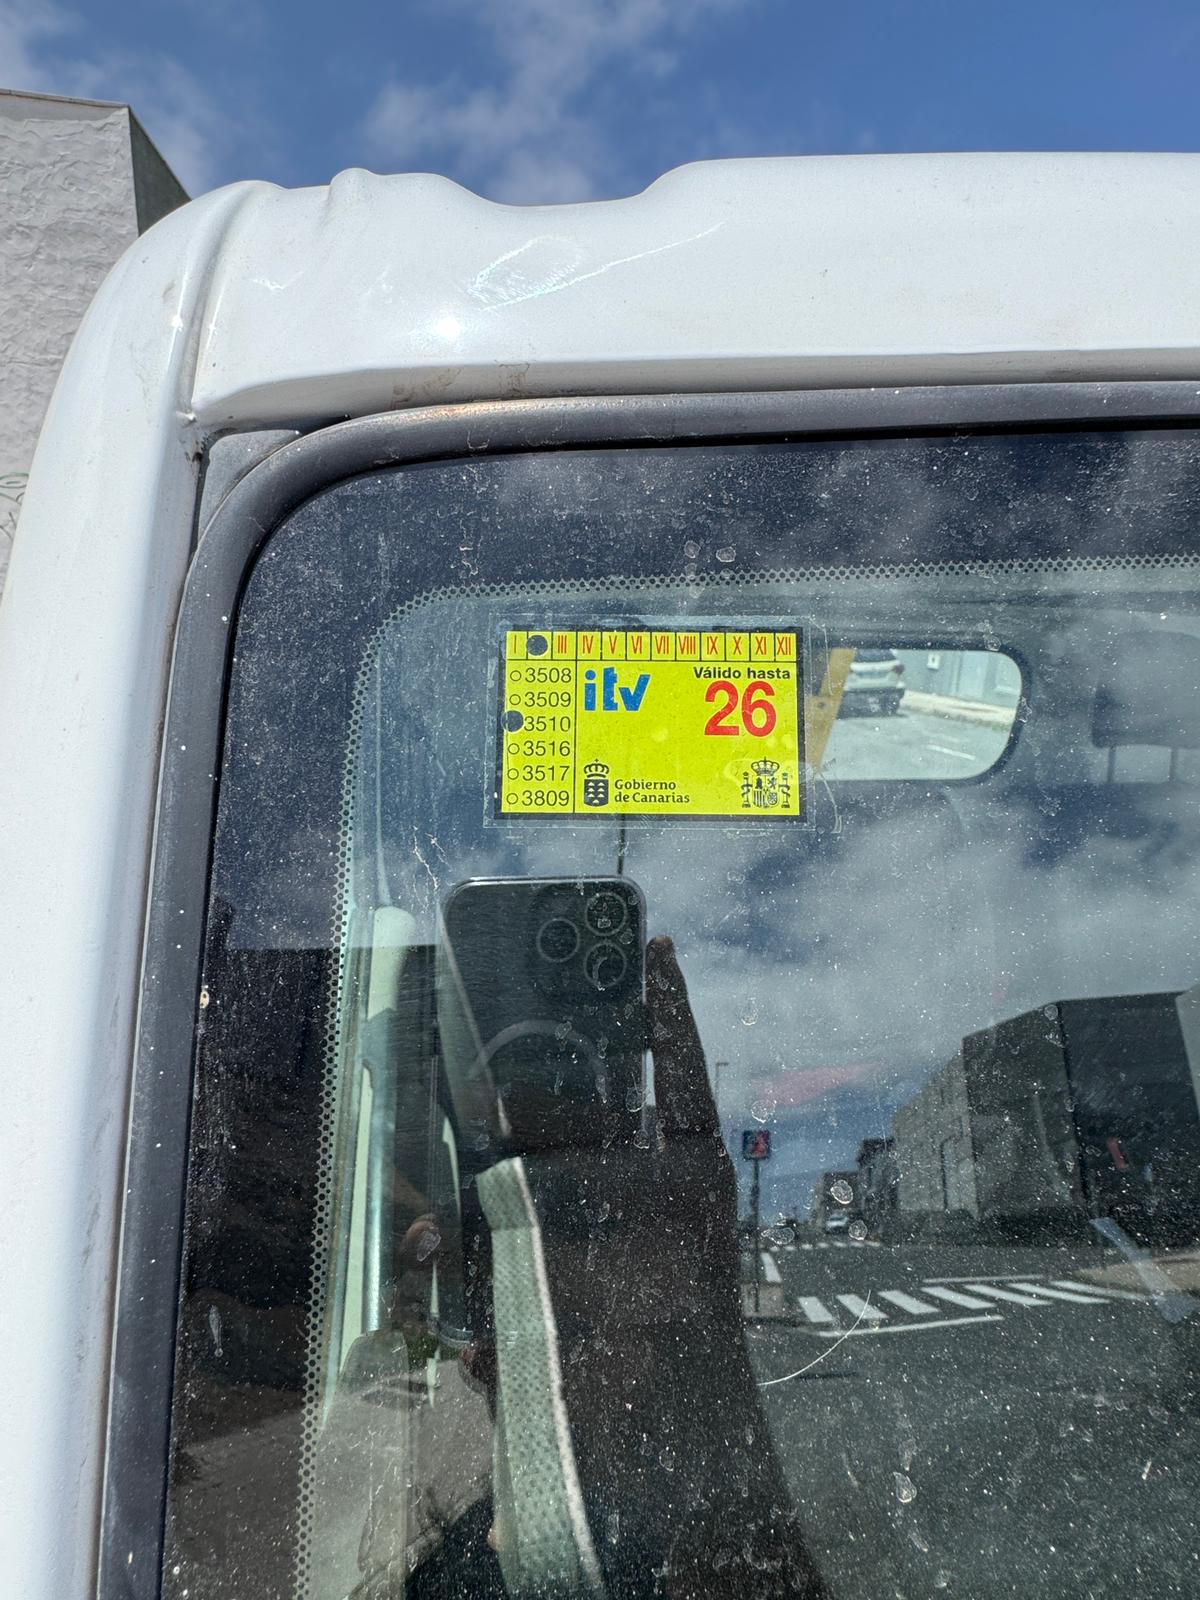 I III IV V VI VII VIII IX X XI XII
3508
3509
3510
3516
3517
3809
itv
Válido hasta
26
Gobierno
de Canarias